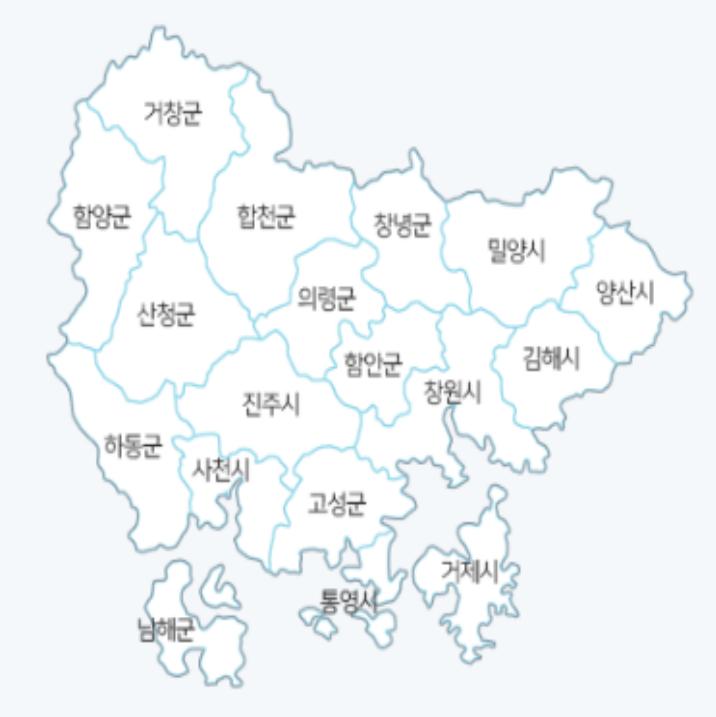 거창군
함양군
합천군
창녕군
밀양시
양산시
의령군
산청군
김해시
함안군
창원시
진주시
하동군
사천시
고성군
거제시
통영시
남해군